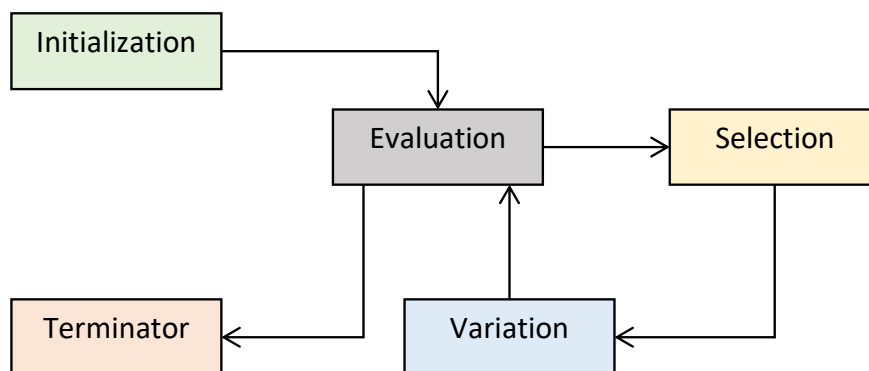 Initialization
Evaluation
Selection
Terminator
Variation